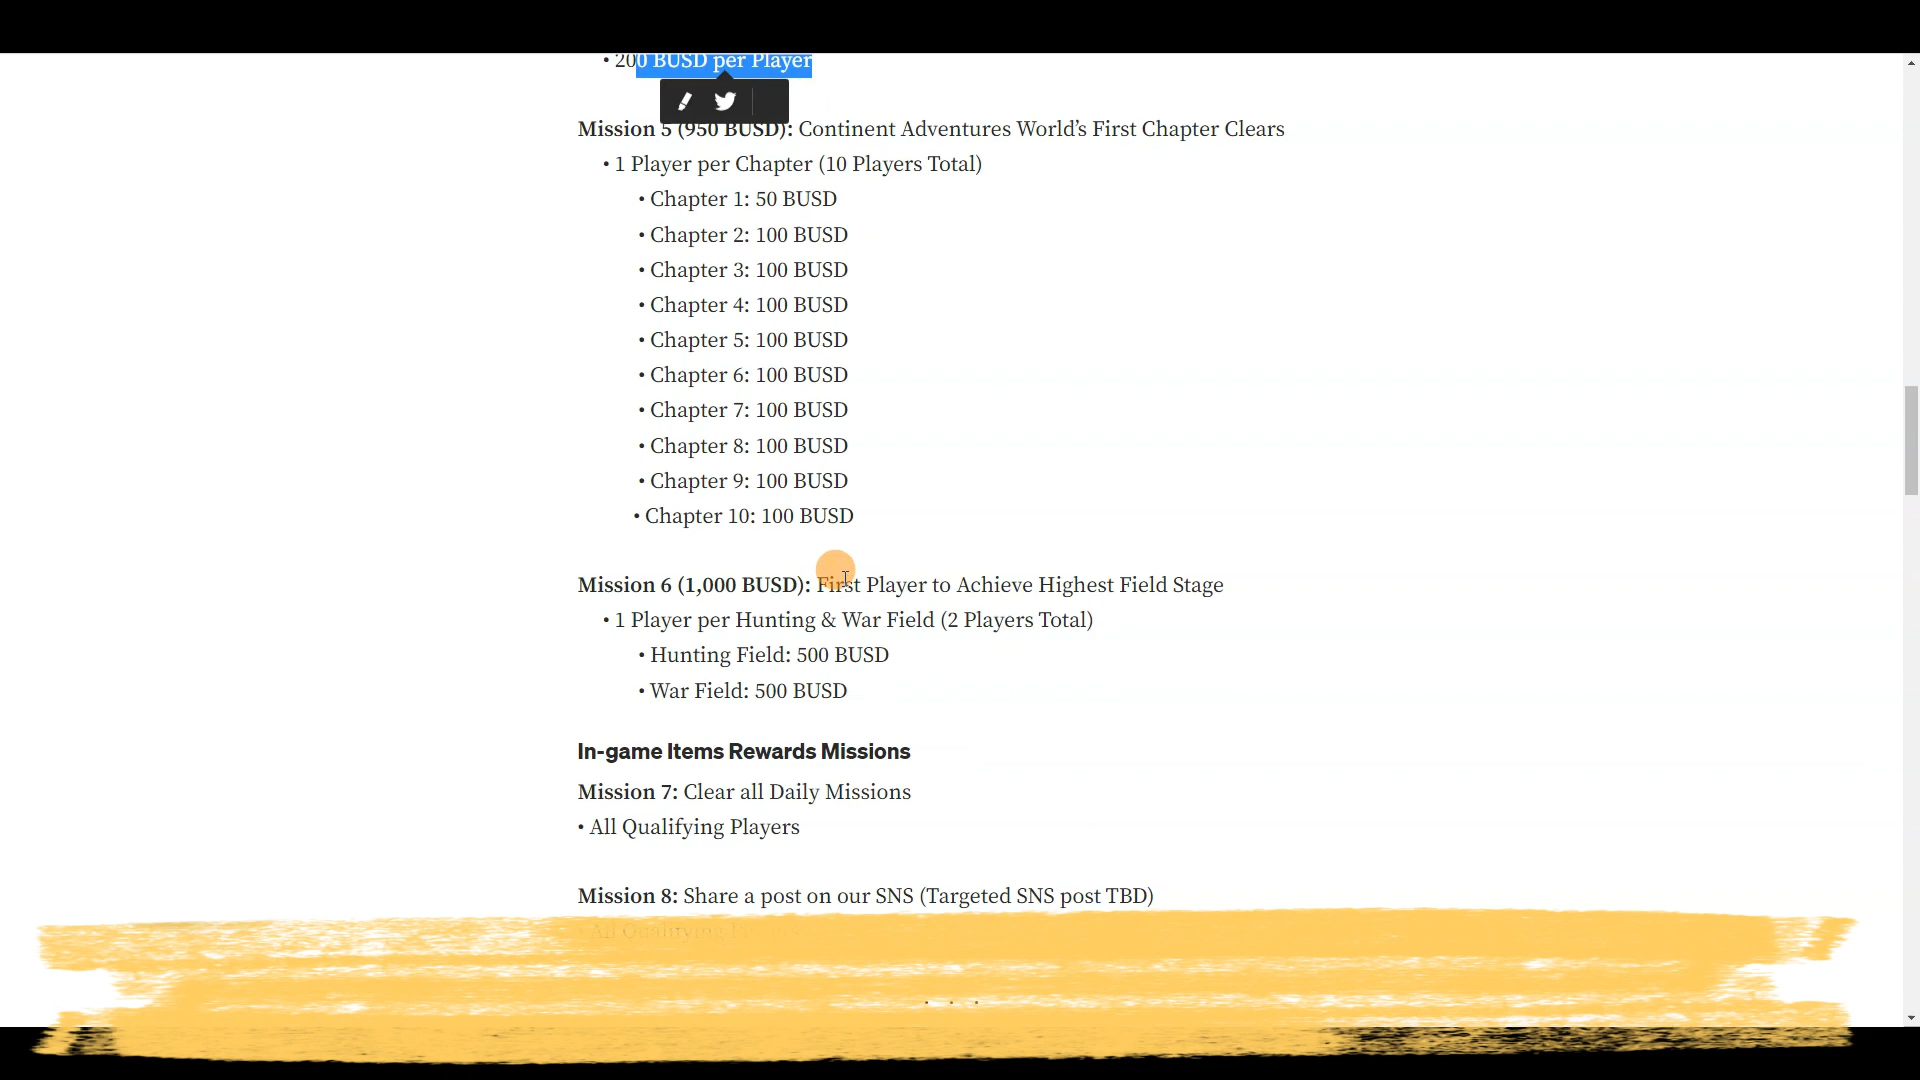 • 200 BUSD per Player
Mission 5 (950 BUSD): Continent Adventures World’s First Chapter Clears
• 1 Player per Chapter (10 Players Total)
• Chapter 1: 50 BUSD
• Chapter 2: 100 BUSD
• Chapter 3: 100 BUSD
• Chapter 4: 100 BUSD
• Chapter 5: 100 BUSD
• Chapter 6: 100 BUSD
• Chapter 7: 100 BUSD
• Chapter 8: 100 BUSD
• Chapter 9: 100 BUSD
• Chapter 10: 100 BUSD
Mission 6 (1,000 BUSD): First Player to Achieve Highest Field Stage
• 1 Player per Hunting & War Field (2 Players Total)
• Hunting Field: 500 BUSD
• War Field: 500 BUSD
In-game Items Rewards Missions
Mission 7: Clear all Daily Missions
• All Qualifying Players
Mission 8: Share a post on our SNS (Targeted SNS post TBD)
All Qualifying
. . .